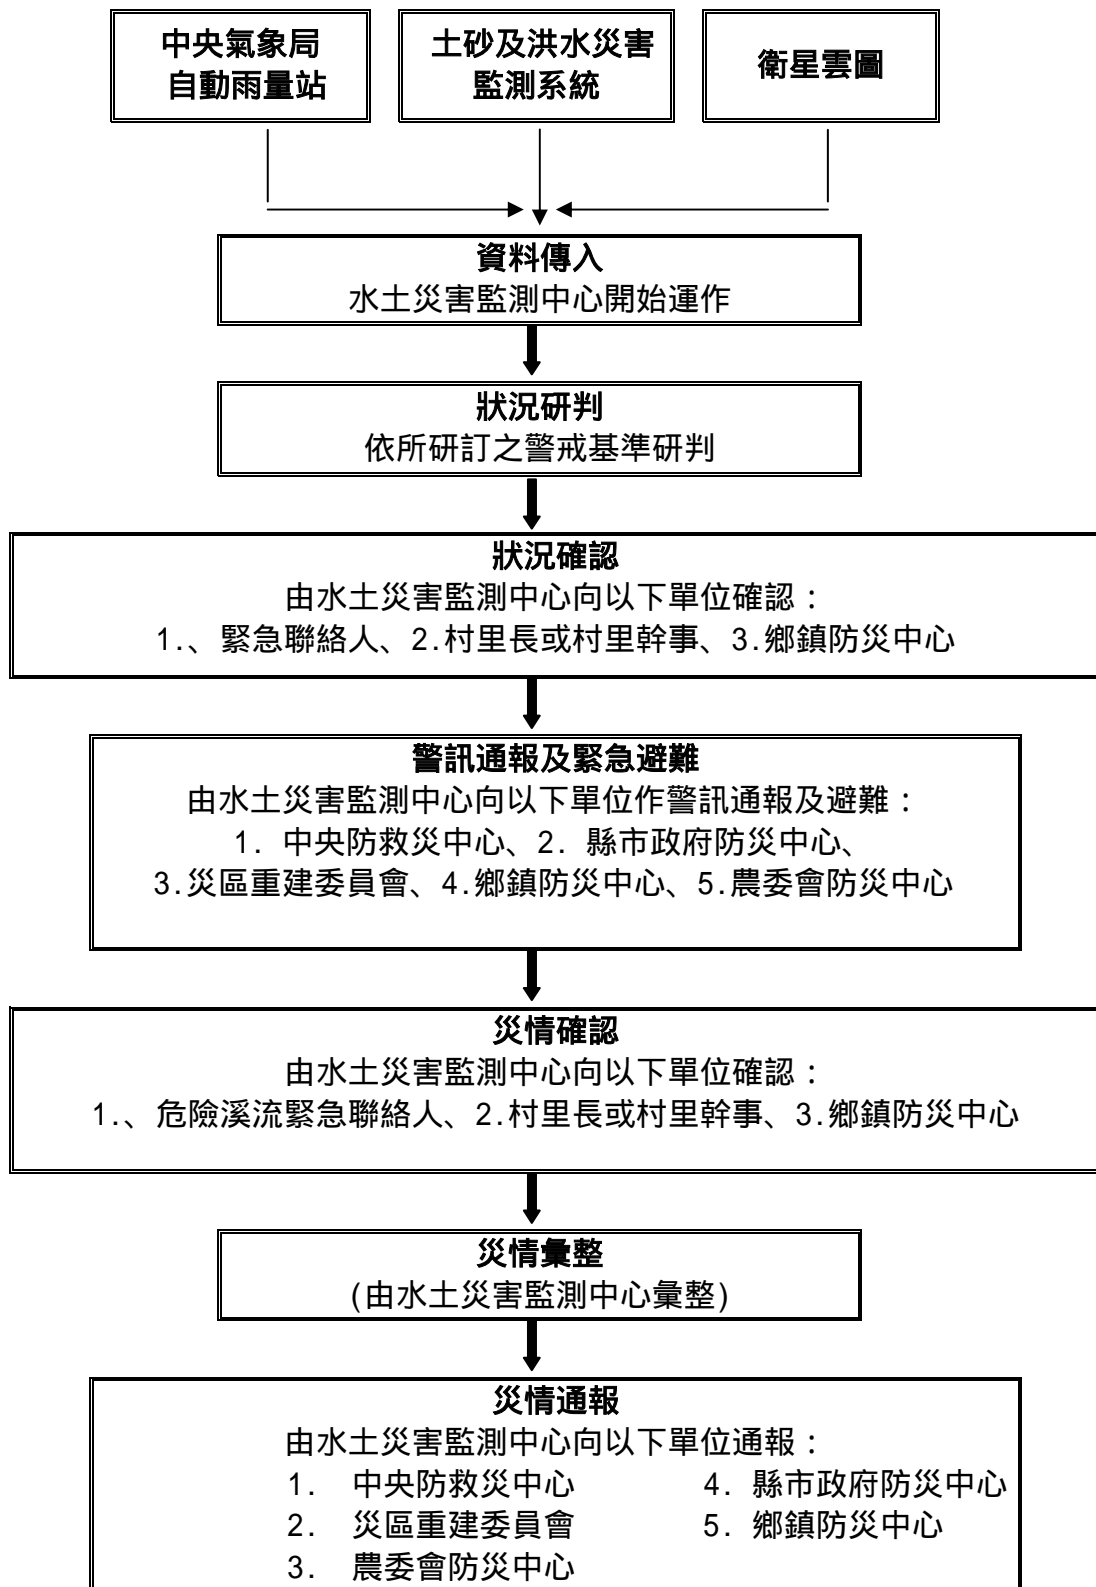 中央氣象局
自動雨量站
土砂及洪水災害
監測系統
衛星雲圖
資料傳入
水土災害監測中心開始運作
狀況研判
依所研訂之警戒基準研判
狀況確認
由水土災害監測中心向以下單位確認：
1.、緊急聯絡人、2.村里長或村里幹事、3.鄉鎮防災中心
警訊通報及緊急避難
由水土災害監測中心向以下單位作警訊通報及避難：
1. 中央防救災中心、2. 縣市政府防災中心、
3.災區重建委員會、4.鄉鎮防災中心、5.農委會防災中心
災情確認
由水土災害監測中心向以下單位確認：
1.、危險溪流緊急聯絡人、2.村里長或村里幹事、3.鄉鎮防災中心
災情彙整
(由水土災害監測中心彙整)
災情通報
由水土災害監測中心向以下單位通報：
1. 中央防救災中心 4. 縣市政府防災中心
2. 災區重建委員會 5. 鄉鎮防災中心
3. 農委會防災中心